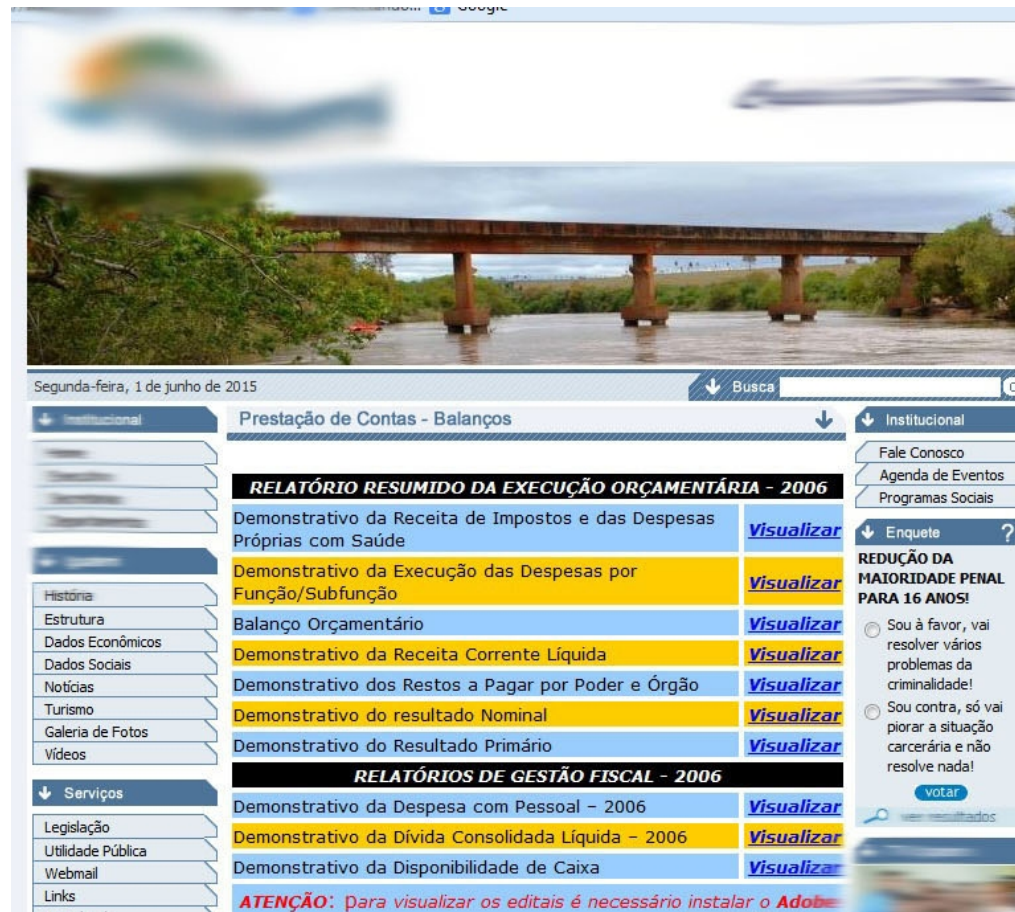 Google
Segunda-feira, 1 de junho de 2015
Busca
Prestação de Contas - Balanços
RELATÓRIO RESUMIDO DA EXECUÇÃO ORÇAMENTÁRIA - 2006
Demonstrativo da Receita de Impostos e das Despesas
Próprias com Saúde
Visualizar
Demonstrativo da Execução das Despesas por
Função/Subfunção
Visualizar
Balanço Orçamentário Visualizar
Demonstrativo da Receita Corrente Líquida Visualizar
Demonstrativo dos Restos a Pagar por Poder e Órgão Visualizar
Demonstrativo do resultado Nominal Visualizar
Demonstrativo do Resultado Primário Visualizar
RELATÓRIOS DE GESTÃO FISCAL - 2006
Demonstrativo da Despesa com Pessoal – 2006 Visualizar
Demonstrativo da Dívida Consolidada Líquida – 2006 Visualizar
Demonstrativo da Disponibilidade de Caixa Visualizar
ATENÇÃO: para visualizar os editais é necessário instalar o Adobe
Institucional
História
Estrutura
Dados Econômicos
Dados Sociais
Notícias
Turismo
Galeria de Fotos
Vídeos
Serviços
Legislação
Utilidade Pública
Webmail
Links
Institucional
Fale Conosco
Agenda de Eventos
Programas Sociais
Enquete ?
REDUÇÃO DA
MAIORIDADE PENAL
PARA 16 ANOS!
Sou à favor, vai
resolver vários
problemas da
criminalidade!
Sou contra, só vai
piorar a situação
carcerária e não
resolve nada!
votar
ver resultados